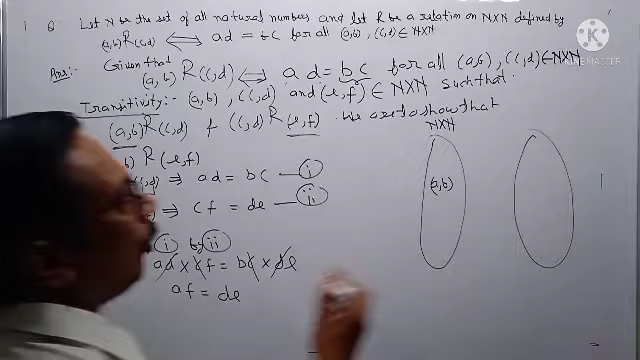 1 Q: Let N be the set of all natural numbers and let R be a relation on N×N defined by
(a,b)R(c,d) ⟺ ad = bc for all (a,b), (c,d) ∈ N×N
Ans:- Given that
(a,b) R (c,d) ⟺ ad = bc for all (a,b), (c,d) ∈ N×N
KINEMASTER
Transitivity:- (a,b), (c,d) and (e,f) ∈ N×N such that
(a,b)R(c,d) & (c,d)R(e,f). We are to show that
b) R(e,f)
,d) ⇒ ad = bc — (i)
) ⇒ cf = de — (ii)
(i) by (ii)
ad × cf = bc × de
af = de
N×N
(a,b)